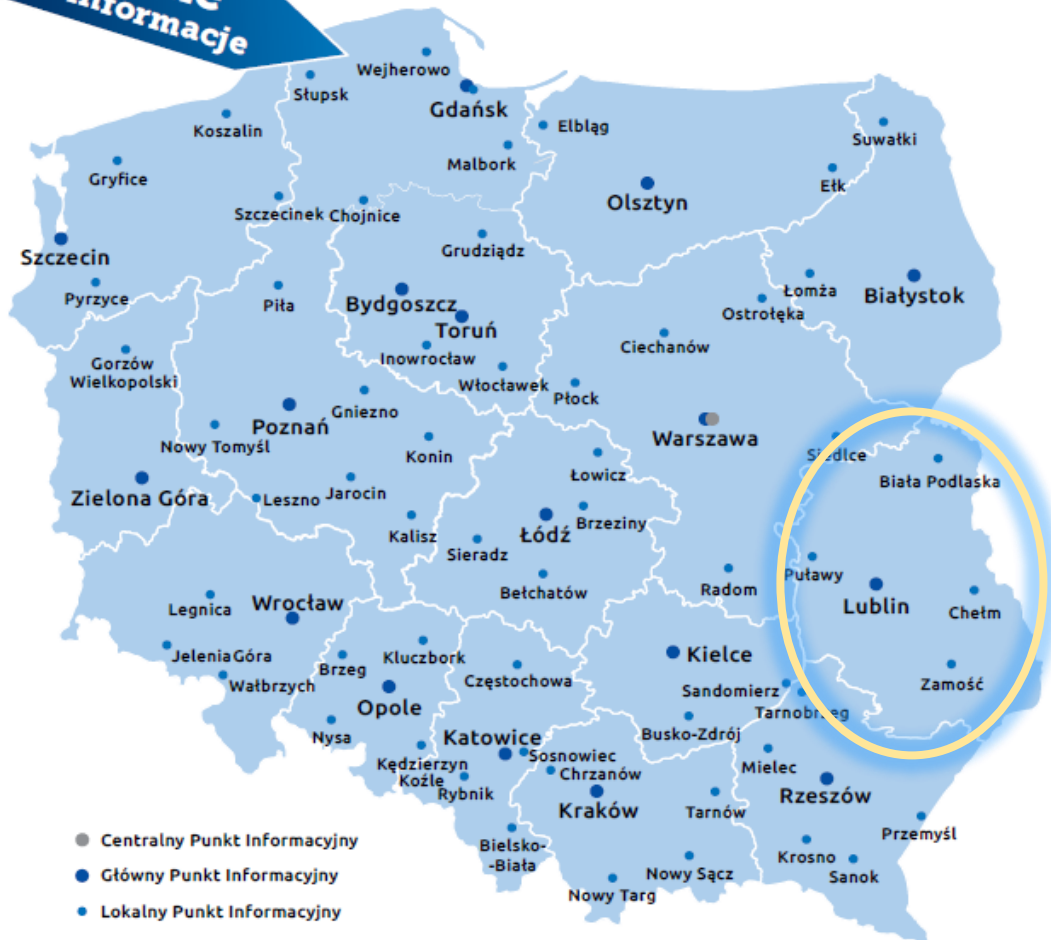 Informacje
Wejherowo
Słupsk
Gdańsk
Koszalin
Elbląg
Suwałki
Malbork
Gryfice
Ełk
Olsztyn
Szczecinek
Chojnice
Grudziądz
Szczecin
Pyrzyce
Piła
Bydgoszcz
Toruń
Łomża
Białystok
Ostrołęka
Inowrocław
Ciechanów
Gorzów
Wielkopolski
Włocławek
Płock
Gniezno
Poznań
Nowy Tomyśl
Konin
Warszawa
Siedlce
Łowicz
Biała Podlaska
Zielona Góra
Leszno
Jarocin
Kalisz
Łódź
Brzeziny
Sieradz
Bełchatów
Radom
Puławy
Lublin
Chełm
Legnica
Wrocław
Jelenia Góra
Wałbrzych
Brzeg
Kluczbork
Częstochowa
Kielce
Sandomierz
Tarnobrzeg
Zamość
Opole
Nysa
Busko-Zdrój
Katowice
Sosnowiec
Kędzierzyn
Koźle
Chrzanów
Rybnik
Kraków
Tarnów
Mielec
Rzeszów
Przemyśl
Bielsko-
-Biała
Krosno
Sanok
Nowy Sącz
Nowy Targ
Centralny Punkt Informacyjny
Główny Punkt Informacyjny
Lokalny Punkt Informacyjny